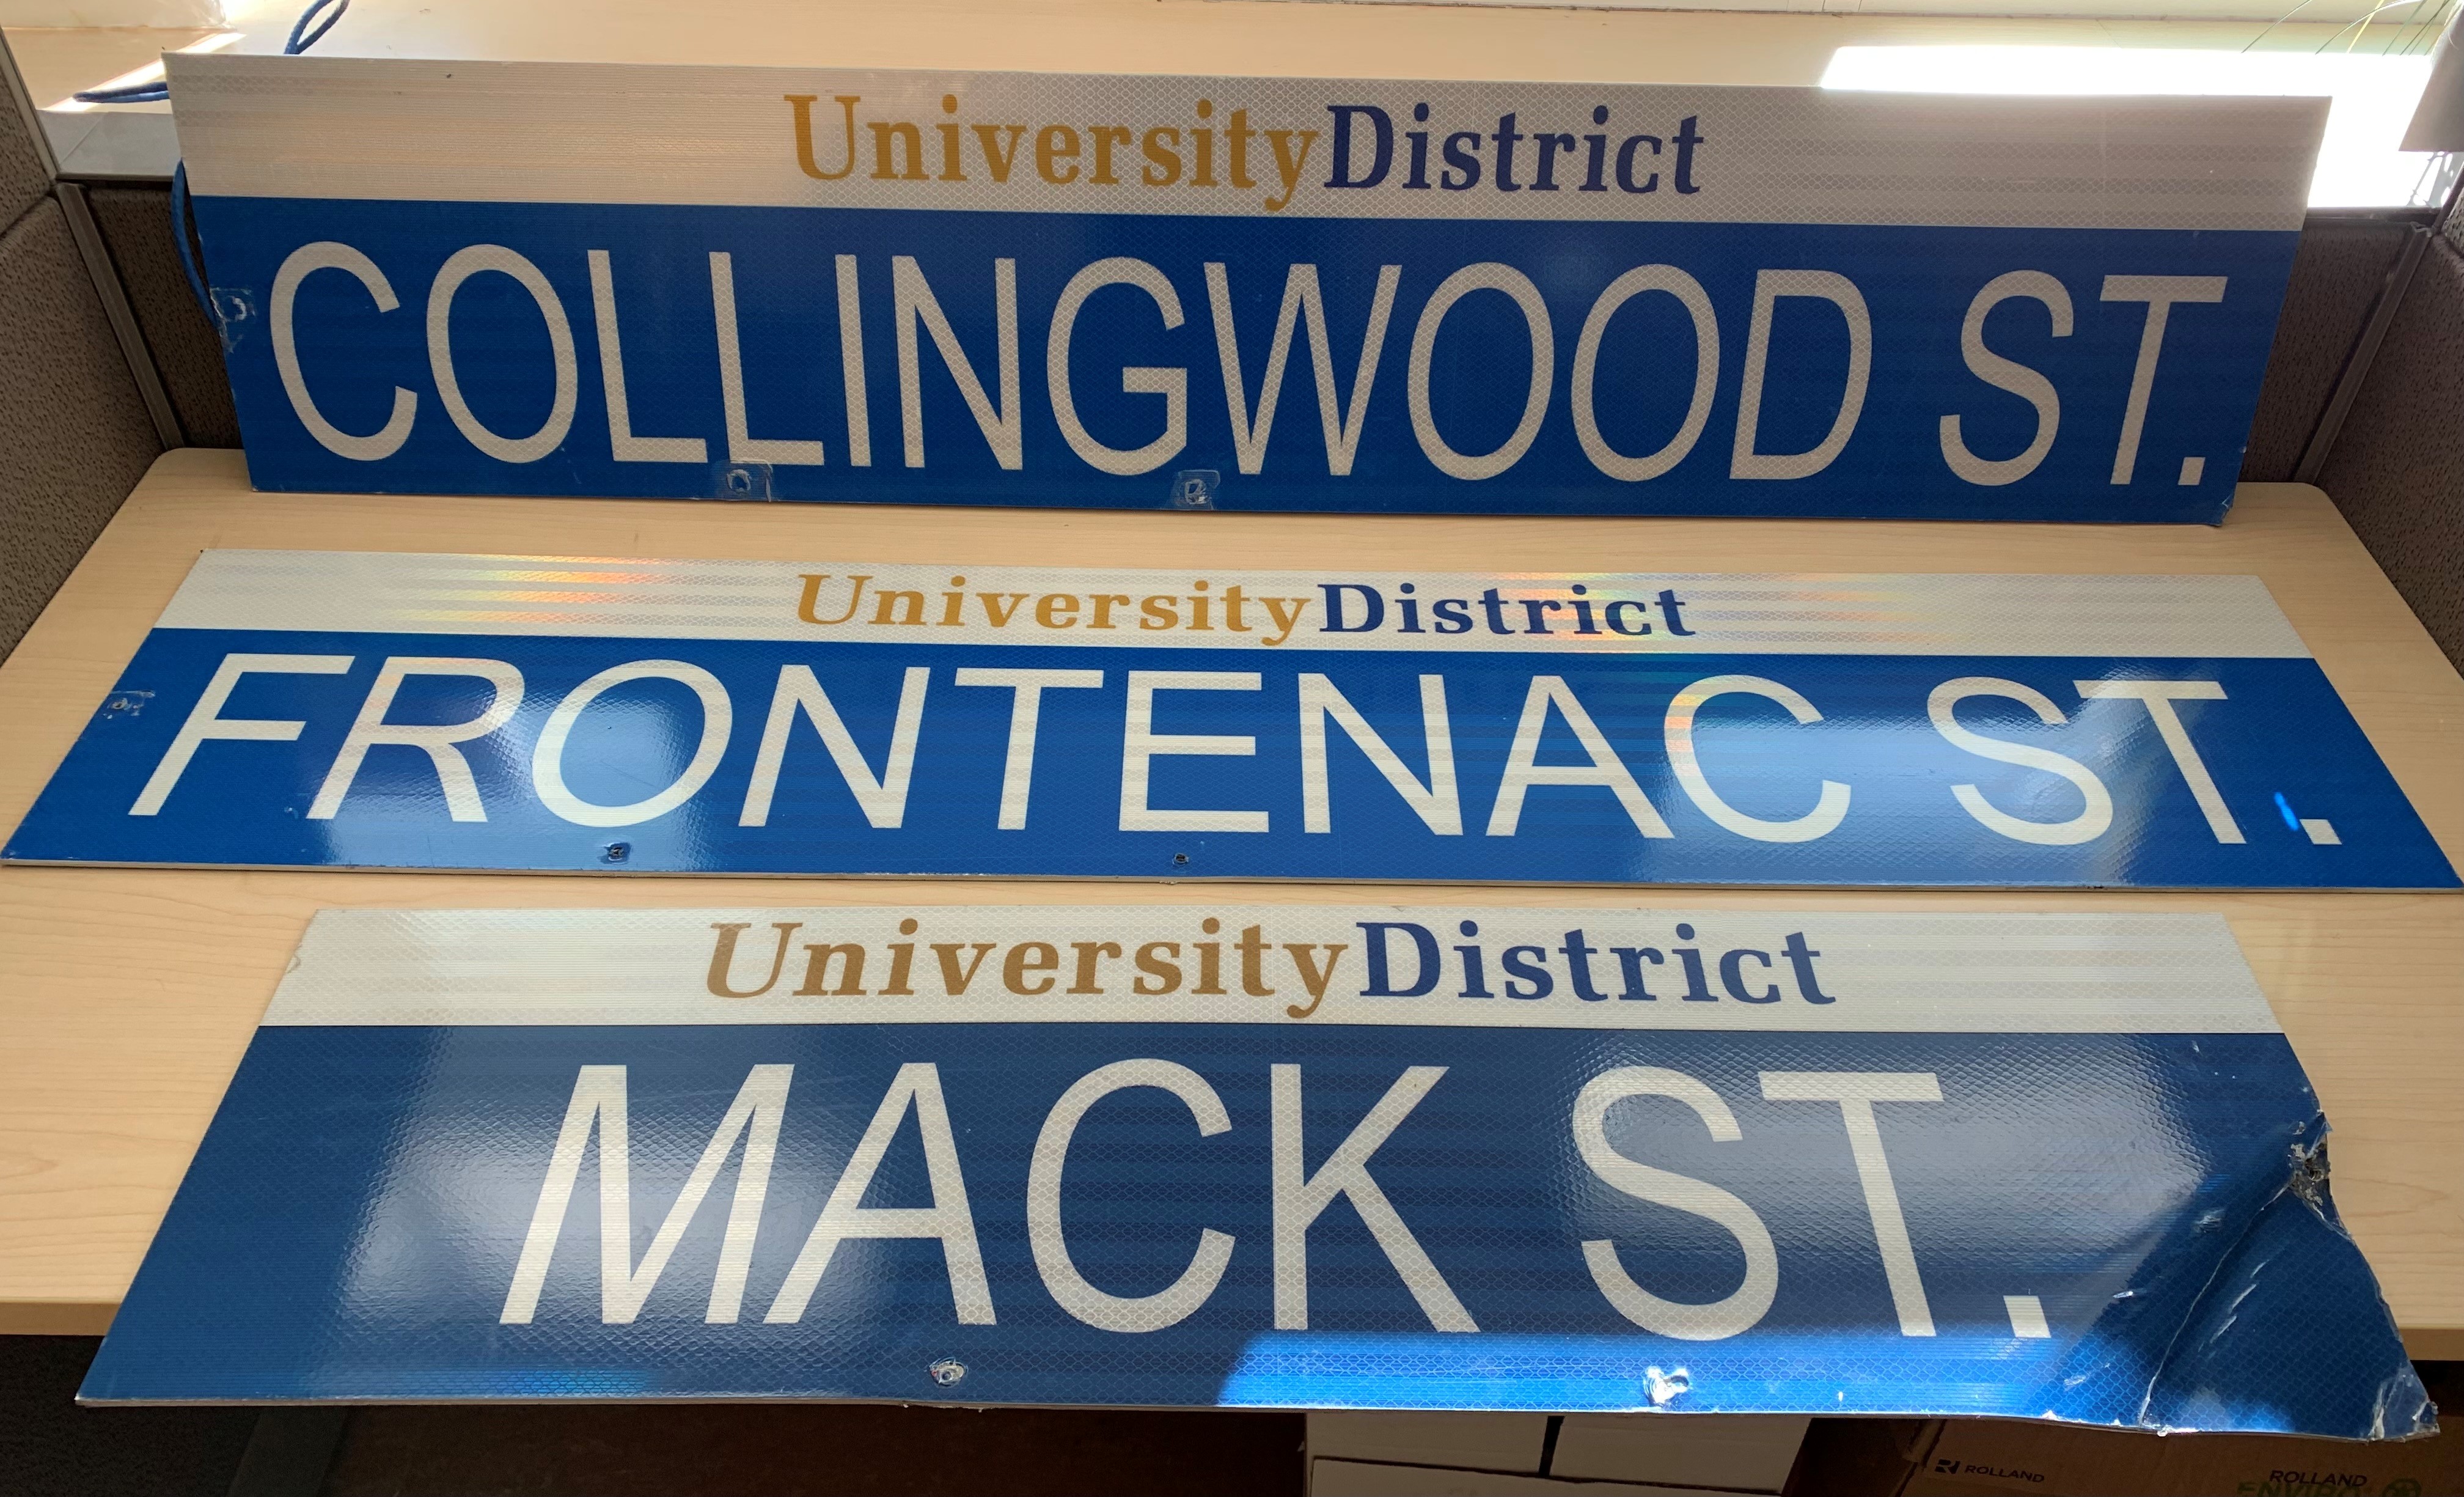 UniversityDistrict
COLLINGWOOD ST.
UniversityDistrict
FRONTENAC ST.
UniversityDistrict
MACK ST.
ROLLAND
ROLLAND